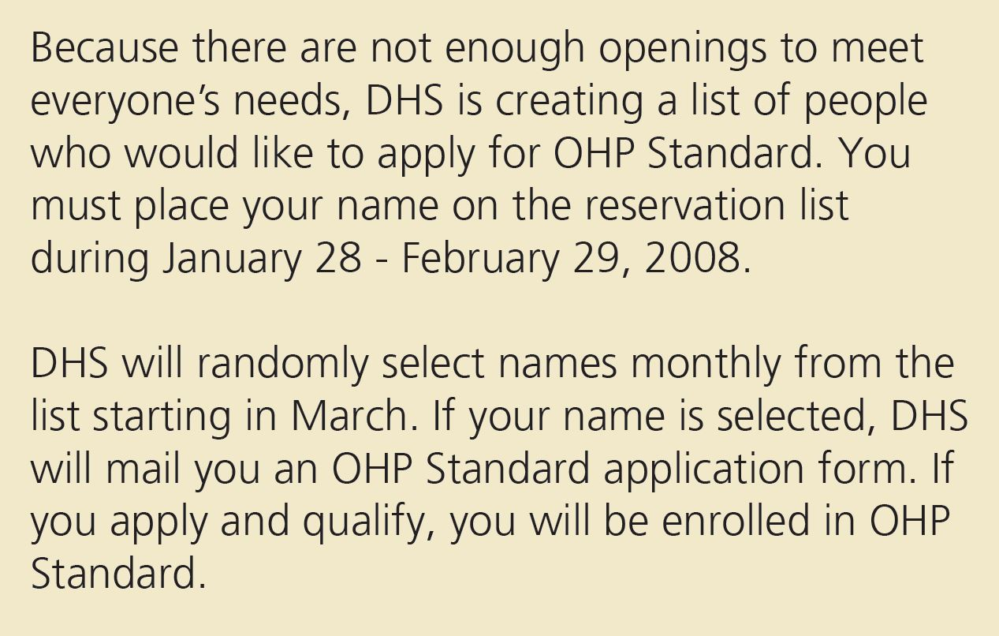 Because there are not enough openings to meet
everyone’s needs, DHS is creating a list of people
who would like to apply for OHP Standard. You
must place your name on the reservation list
during January 28 - February 29, 2008.
DHS will randomly select names monthly from the
list starting in March. If your name is selected, DHS
will mail you an OHP Standard application form. If
you apply and qualify, you will be enrolled in OHP
Standard.